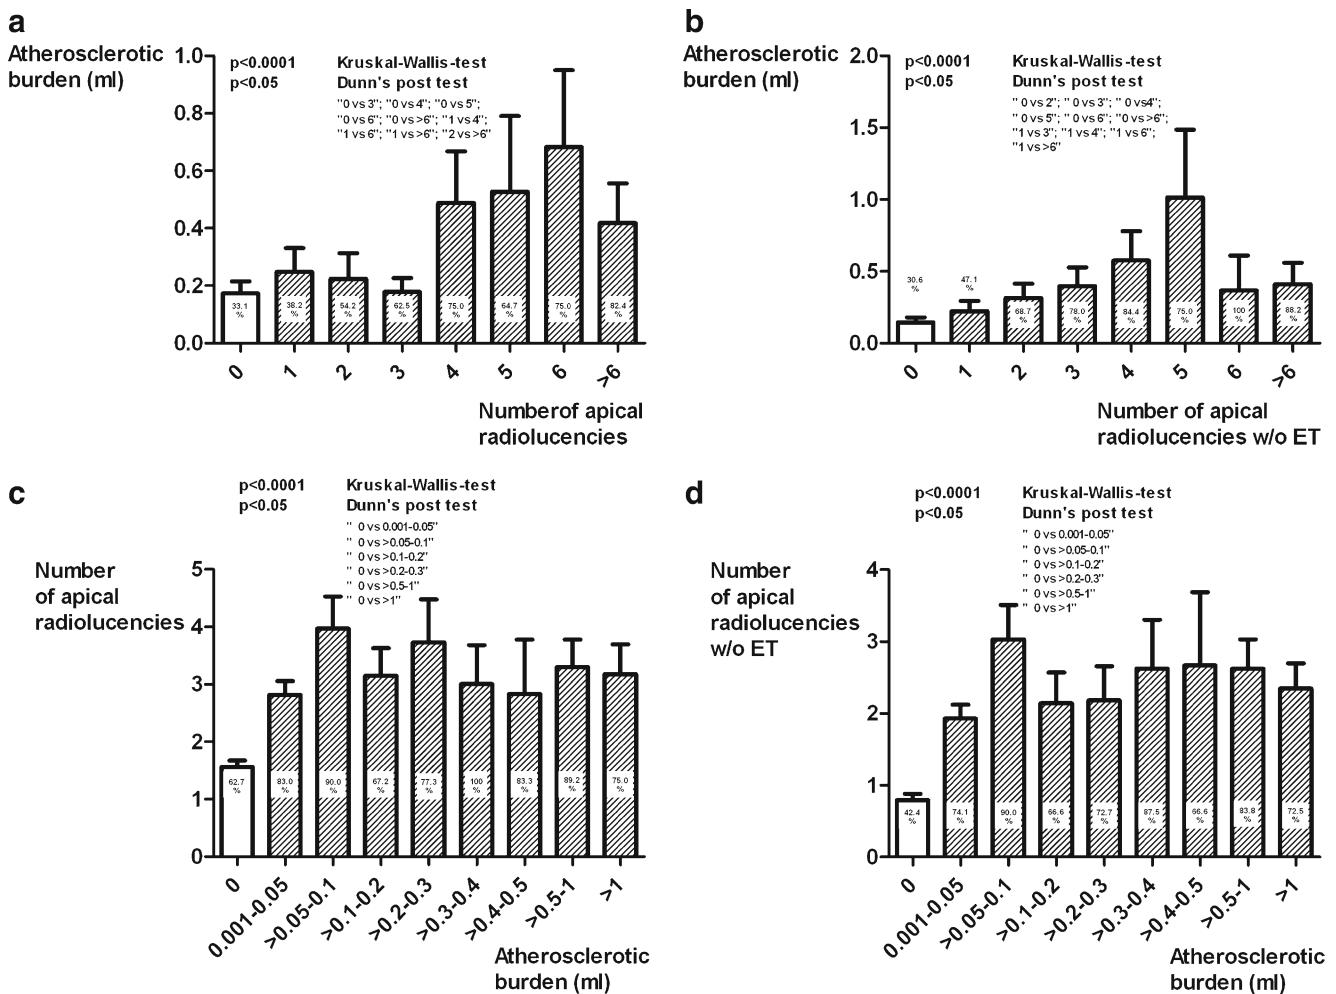 a
Atherosclerotic
burden (ml)
p<0.0001 Kruskal-Wallis-test
p<0.05 Dunn's post test
"0 vs 3"; "0 vs 4"; "0 vs 5";
"0 vs 6"; "0 vs >6"; "1 vs 4";
"1 vs 6"; "1 vs >6"; "2 vs >6"
1.0
0.8
0.6
0.4
0.2
0.0
33.1 %
38.2 %
54.2 %
62.5 %
75.0 %
64.7 %
75.0 %
82.4 %
0 1 2 3 4 5 6 >6
Numberof apical
radiolucencies
b
Atherosclerotic
burden (ml)
p<0.0001 Kruskal-Wallis-test
p<0.05 Dunn's post test
" 0 vs 2"; " 0 vs 3"; " 0 vs4";
" 0 vs 5"; " 0 vs 6"; "0 vs >6";
"1 vs 3"; "1 vs 4"; "1 vs 6";
"1 vs >6"
2.0
1.5
1.0
0.5
0.0
30.6 %
47.1 %
68.7 %
78.0 %
84.4 %
75.0 %
100 %
88.2 %
0 1 2 3 4 5 6 >6
Number of apical
radiolucencies w/o ET
c
p<0.0001 Kruskal-Wallis-test
p<0.05 Dunn's post test
" 0 vs 0.001-0.05"
" 0 vs >0.05-0.1"
" 0 vs >0.1-0.2"
" 0 vs >0.2-0.3"
" 0 vs >0.5-1"
" 0 vs >1"
Number
of apical
radiolucencies
5
4
3
2
1
0
62.7 %
83.0 %
90.0 %
67.2 %
77.3 %
100 %
83.3 %
89.2 %
75.0 %
0 0.001-0.05 >0.05-0.1 >0.1-0.2 >0.2-0.3 >0.3-0.4 >0.4-0.5 >0.5-1 >1
Atherosclerotic
burden (ml)
d
p<0.0001 Kruskal-Wallis-test
p<0.05 Dunn's post test
" 0 vs 0.001-0.05"
" 0 vs >0.05-0.1"
" 0 vs >0.1-0.2"
" 0 vs >0.2-0.3"
" 0 vs >0.5-1"
" 0 vs >1"
Number
of apical
radiolucencies
w/o ET
4
3
2
1
0
42.4 %
74.1 %
90.0 %
66.6 %
72.7 %
87.5 %
66.6 %
83.8 %
72.5 %
0 0.001-0.05 >0.05-0.1 >0.1-0.2 >0.2-0.3 >0.3-0.4 >0.4-0.5 >0.5-1 >1
Atherosclerotic
burden (ml)